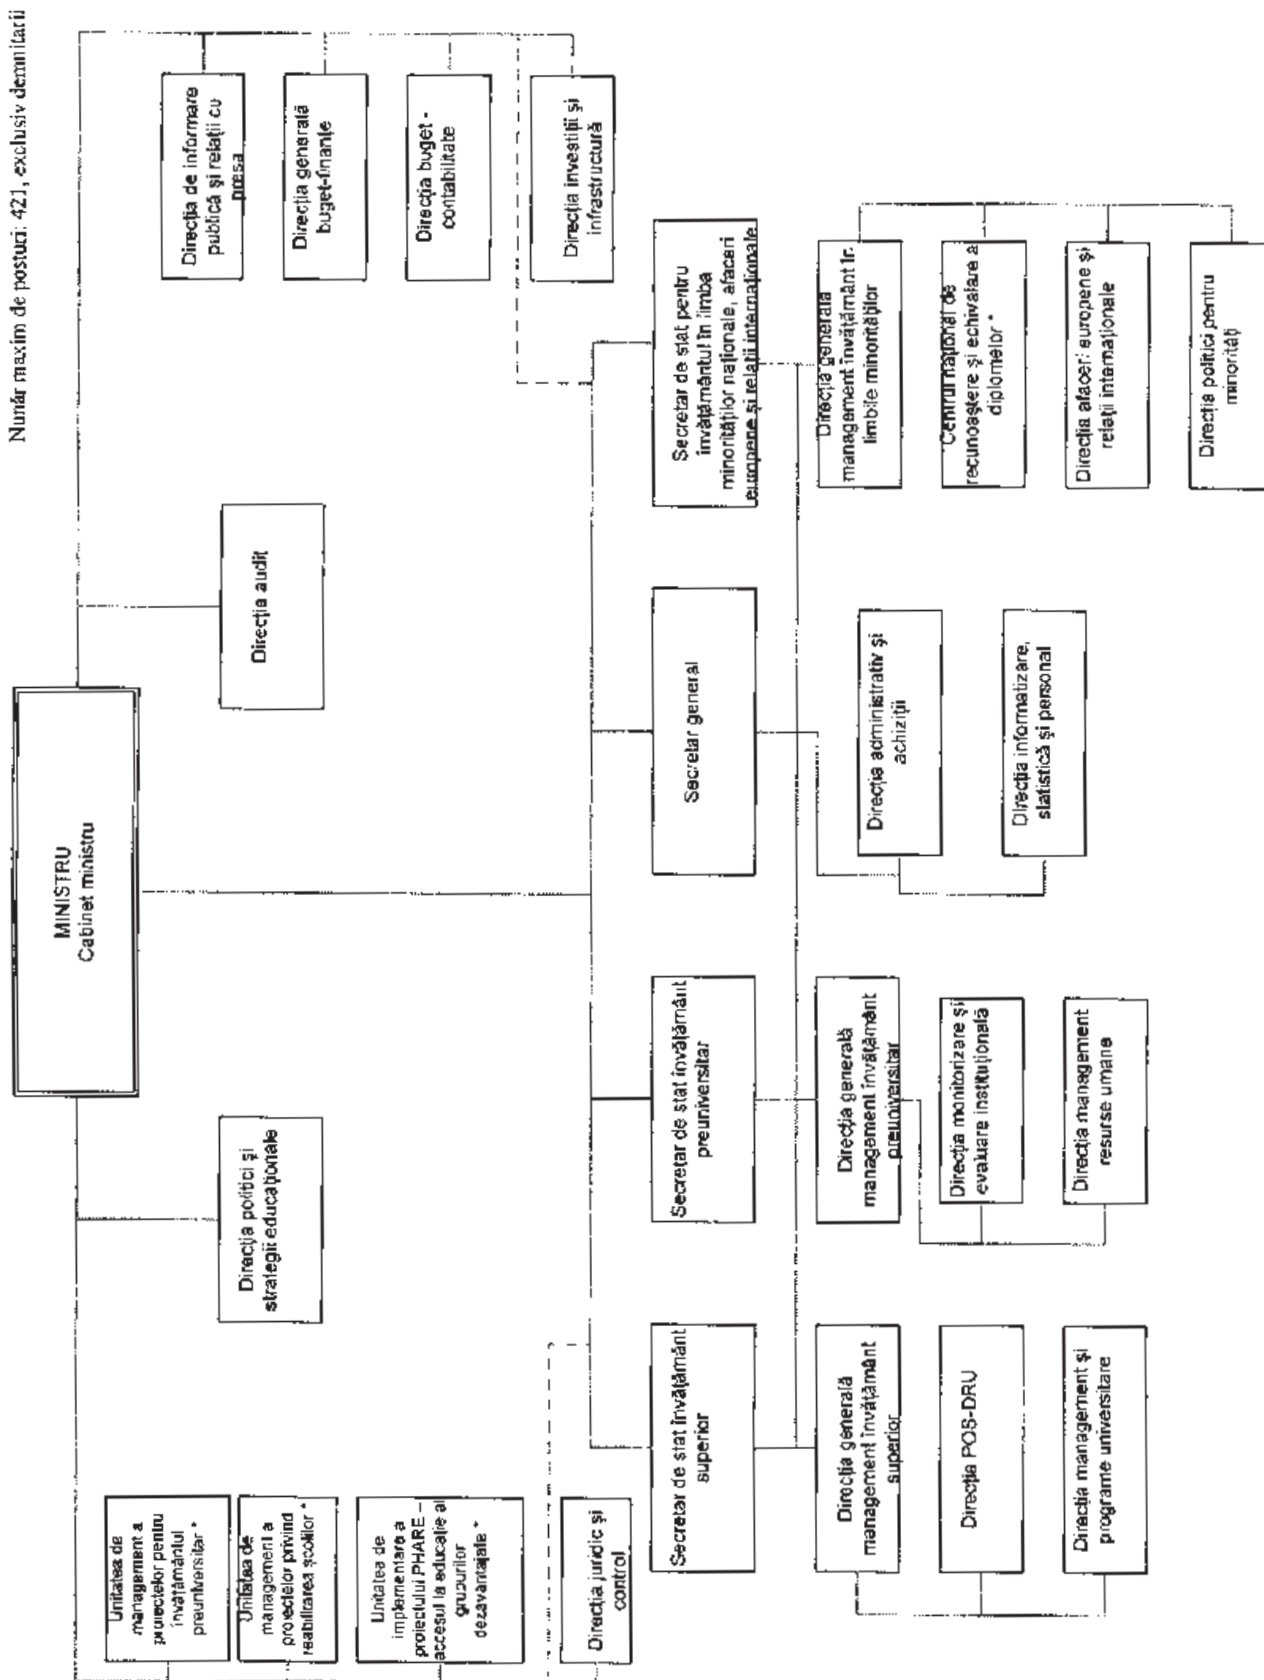 Număr maxim de posturi: 421, exclusiv demnitarii
MINISTRU
Cabinet ministru
Unitatea de
management a
proiectelor pentru
învățământul
preuniversitar *
Unitatea de
management a
proiectelor privind
reabilitarea școlilor *
Unitatea de
implementare a
proiectului PHARE –
accesul la educație al
grupurilor
dezavantajate *
Direcția juridic și
control
Direcția politici și
strategii educaționale
Direcția audit
Direcția de informare
publică și relații cu
presa
Direcția generală
buget-finanțe
Direcția buget -
contabilitate
Direcția investiții și
infrastructură
Secretar de stat învățământ
superior
Secretar de stat învățământ
preuniversitar
Secretar general
Secretar de stat pentru
învățământul în limba
minorităților naționale, afaceri
europene și relații internaționale
Direcția generală
management învățământ
superior
Direcția POS-DRU
Direcția management și
programe universitare
Direcția generală
management învățământ
preuniversitar
Direcția monitorizare și
evaluare instituțională
Direcția management
resurse umane
Direcția administrativ și
achiziții
Direcția informatizare,
statistică și personal
Direcția generală
management învățământ în
limbile minorităților
Centrul național de
recunoaștere și echivalare a
diplomelor *
Direcția afaceri europene și
relații internaționale
Direcția politici pentru
minorități